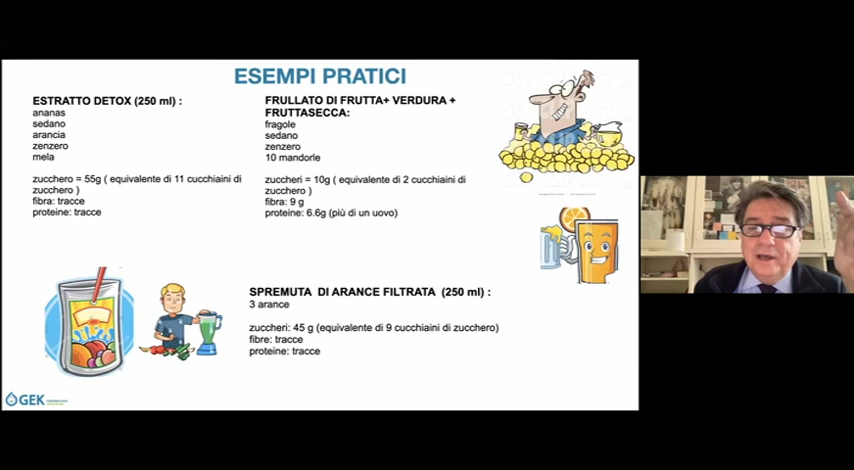 ESEMPI PRATICI
ESTRATTO DETOX (250 ml) :
ananas
sedano
arancia
zenzero
mela
zucchero = 55g ( equivalente di 11 cucchiaini di
zucchero )
fibra: tracce
proteine: tracce
FRULLATO DI FRUTTA+ VERDURA +
FRUTTASECCA:
fragole
sedano
zenzero
10 mandorle
zuccheri = 10g ( equivalente di 2 cucchiaini di
zucchero )
fibra: 9 g
proteine: 6.6g (più di un uovo)
SPREMUTA DI ARANCE FILTRATA (250 ml) :
3 arance
zuccheri: 45 g (equivalente di 9 cucchiaini di zucchero)
fibre: tracce
proteine: tracce
GEK